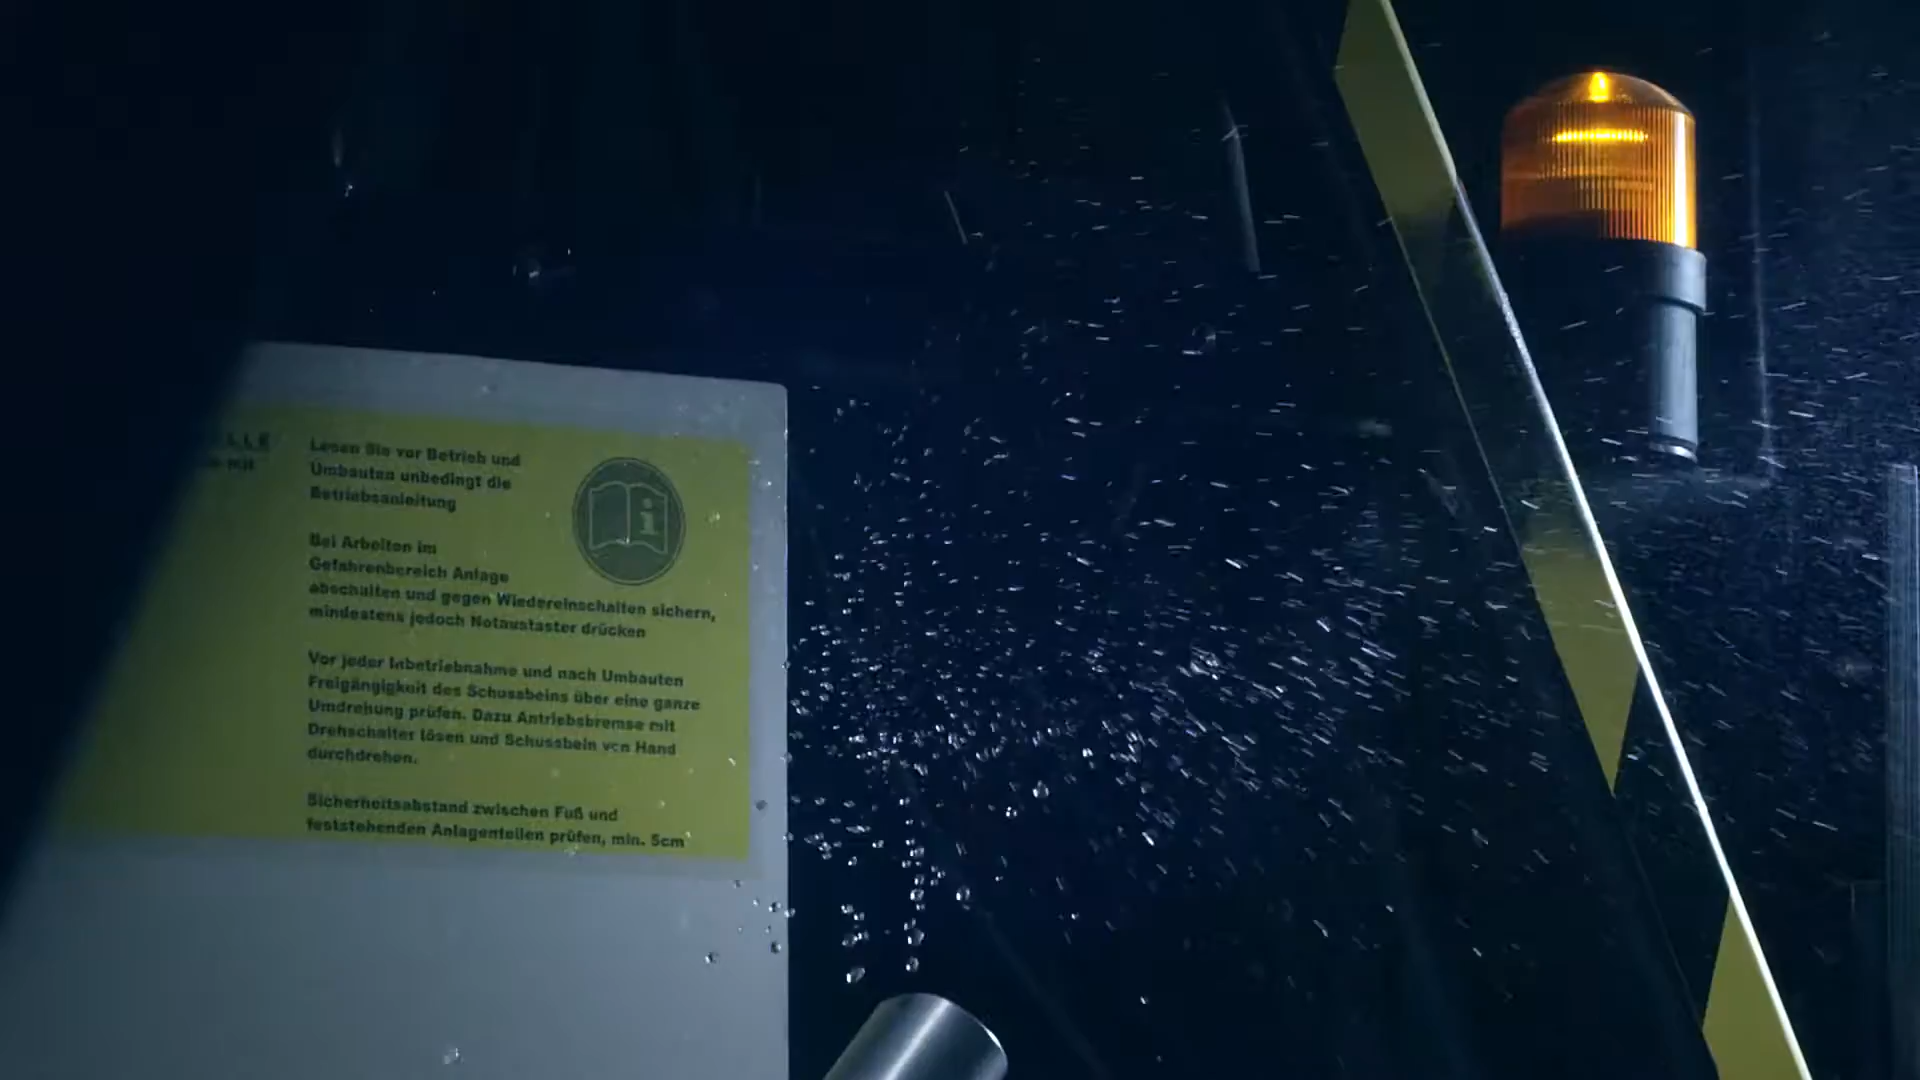 Lesen Sie vor Betrieb und
Umbauten unbedingt die
Betriebsanleitung
Bei Arbeiten im
Gefahrenbereich Anlage
abschalten und gegen Wiedereinschalten sichern,
mindestens jedoch Notaustaster drücken
Vor jeder Inbetriebnahme und nach Umbauten
Freigängigkeit des Schussbeins über eine ganze
Umdrehung prüfen. Dazu Antriebsbremse mit
Drehschalter lösen und Schussbein von Hand
durchdrehen.
Sicherheitsabstand zwischen Fuß und
feststehenden Anlagenteilen prüfen, min. 5cm